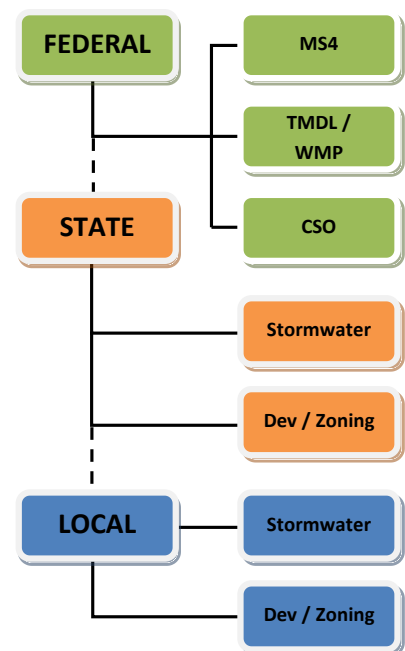 FEDERAL
MS4
TMDL /
WMP
CSO
STATE
Stormwater
Dev / Zoning
LOCAL
Stormwater
Dev / Zoning